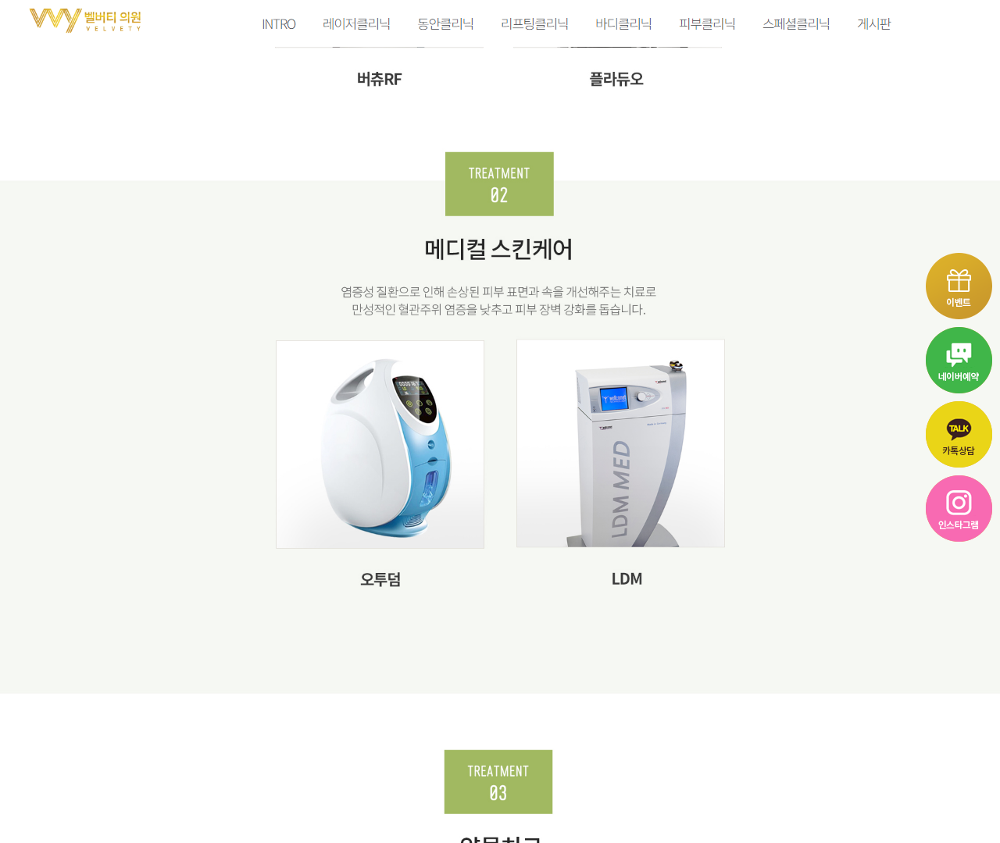 벨버티 의원
VELVETY
INTRO 레이저클리닉 동안클리닉 리프팅클리닉 바디클리닉 피부클리닉 스페셜클리닉 게시판
버츄RF 플라듀오
TREATMENT
02
메디컬 스킨케어
염증성 질환으로 인해 손상된 피부 표면과 속을 개선해주는 치료로
만성적인 혈관주위 염증을 낮추고 피부 장벽 강화를 돕습니다.
wellcomet
LDM MED
오투덤 LDM
이벤트
네이버예약
TALK
카톡상담
인스타그램
TREATMENT
03